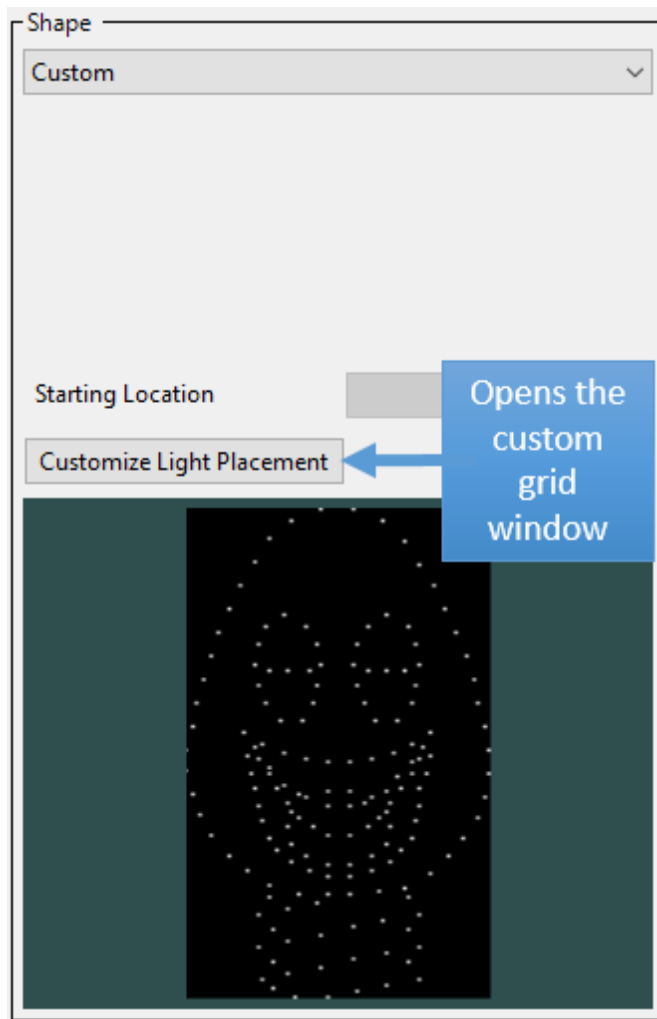 Shape
Custom
Starting Location
Customize Light Placement
Opens the
custom
grid
window